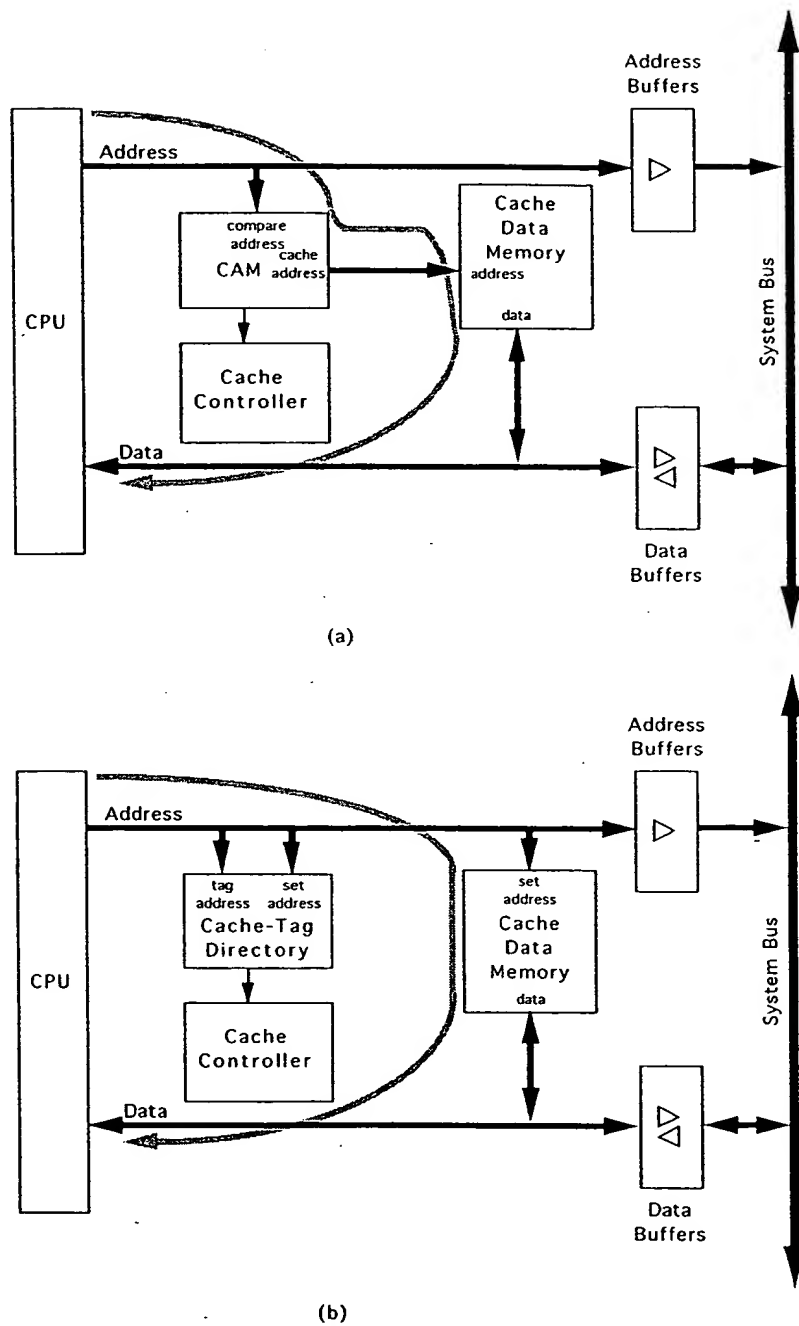 Address
Buffers
Address
compare
address
cache
CAM address
Cache
Data
Memory
address
data
CPU
System Bus
Cache
Controller
Data
Data
Buffers
(a)
Address
Buffers
Address
tag set
address address
Cache-Tag
Directory
set
address
Cache
Data
Memory
data
CPU
System Bus
Cache
Controller
Data
Data
Buffers
(b)